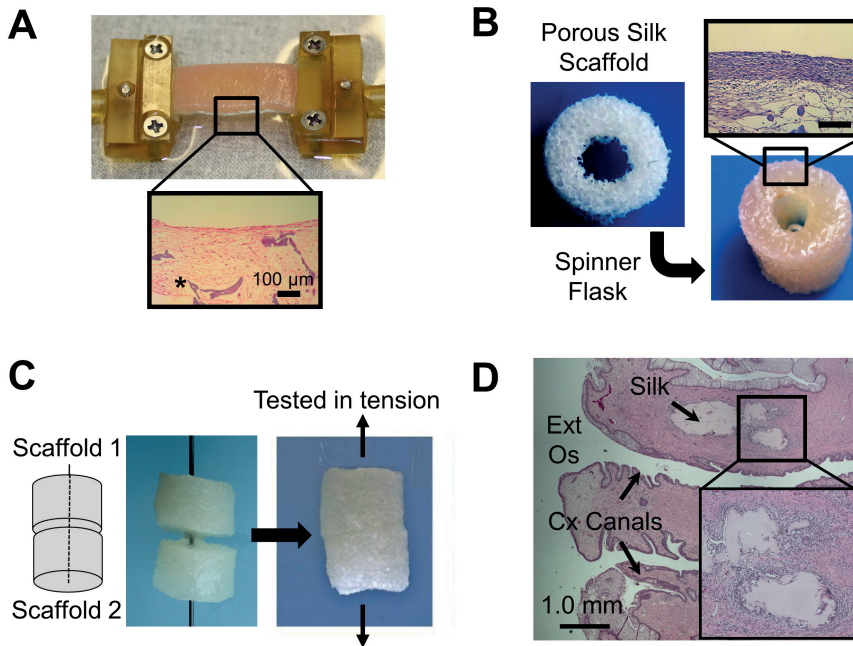 A
*
100 µm
B
Porous Silk
Scaffold
Spinner
Flask
C
Tested in tension
Scaffold 1
Scaffold 2
D
Silk
Ext
Os
Cx Canals
1.0 mm